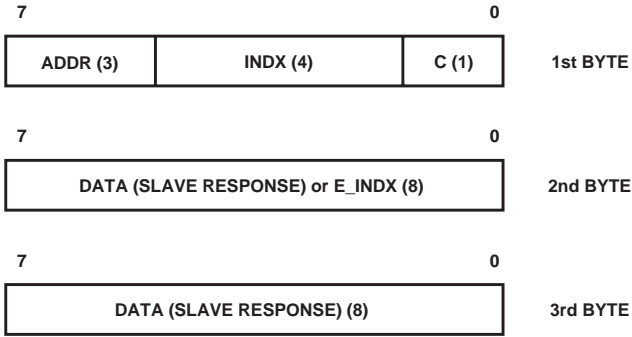 7 0
ADDR (3) INDX (4) C (1) 1st BYTE
7 0
DATA (SLAVE RESPONSE) or E_INDX (8) 2nd BYTE
7 0
DATA (SLAVE RESPONSE) (8) 3rd BYTE